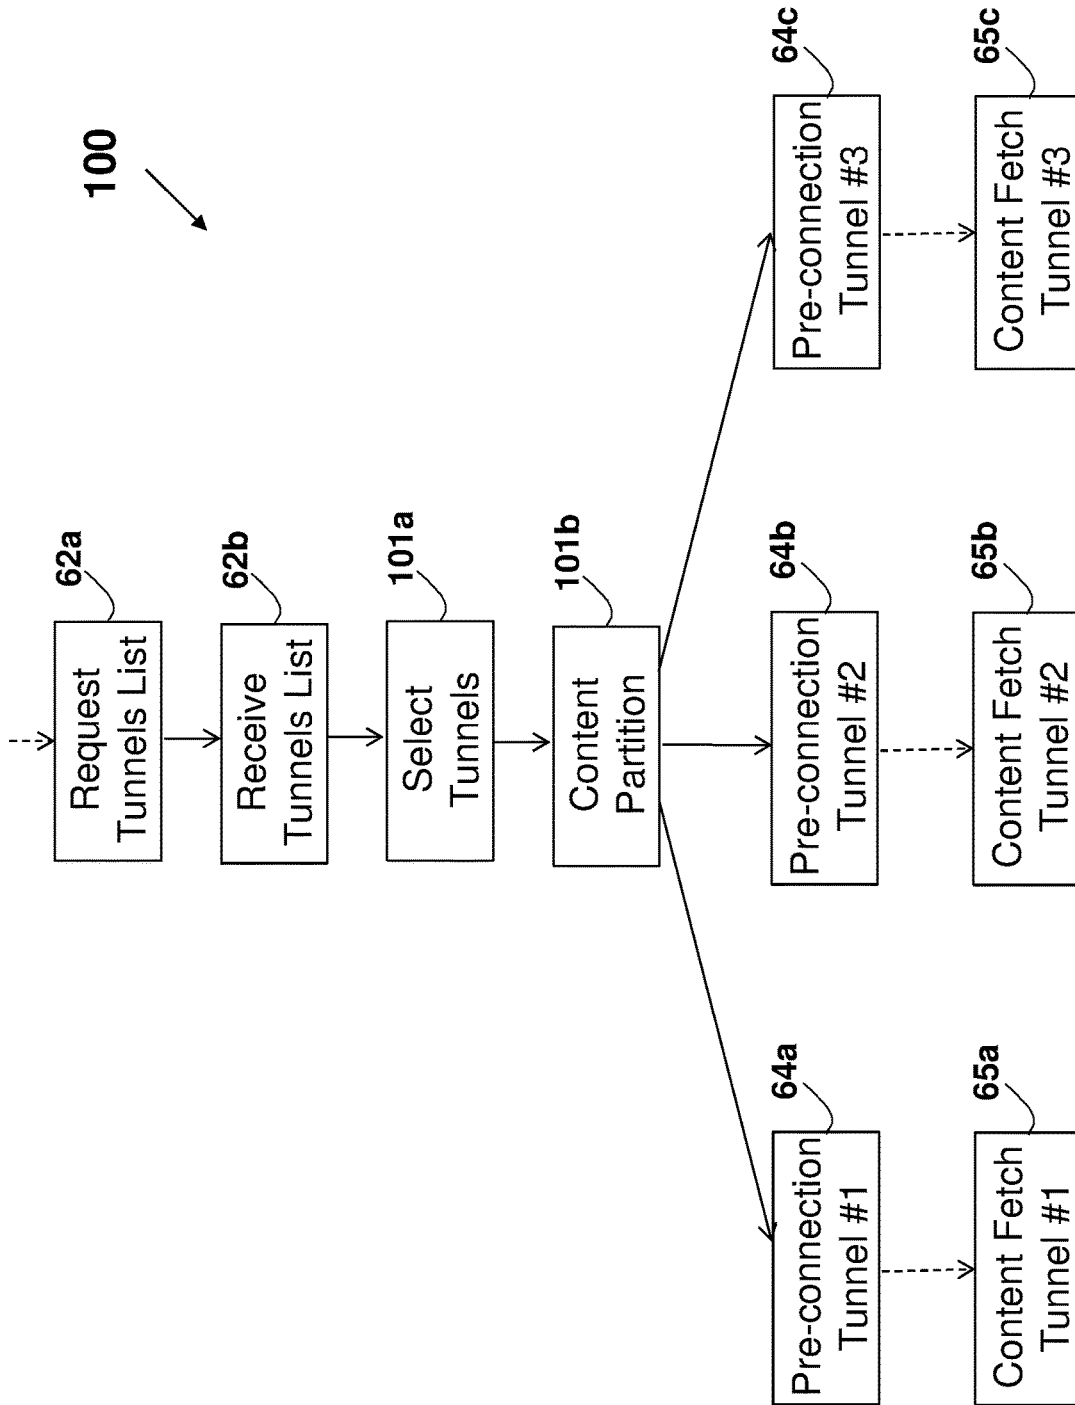 100
62a
Request
Tunnels List
62b
Receive
Tunnels List
101a
Select
Tunnels
101b
Content
Partition
64a
Pre-connection
Tunnel #1
64b
Pre-connection
Tunnel #2
64c
Pre-connection
Tunnel #3
65a
Content Fetch
Tunnel #1
65b
Content Fetch
Tunnel #2
65c
Content Fetch
Tunnel #3